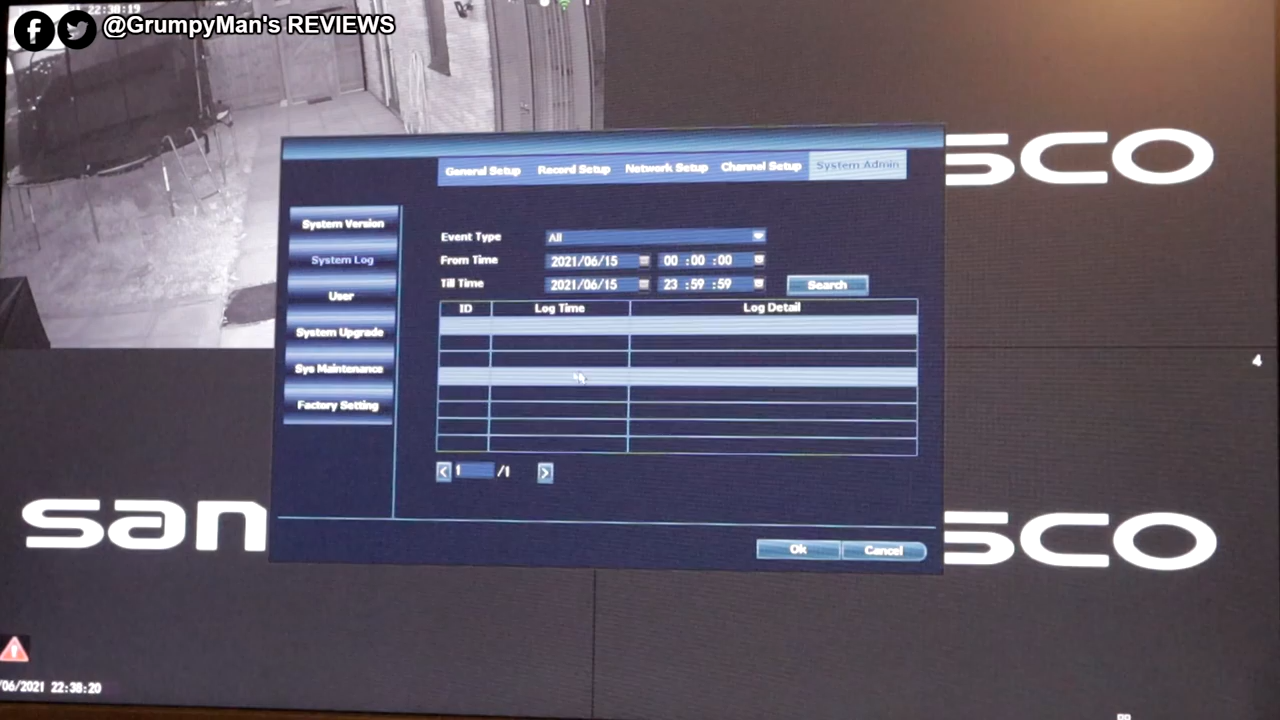 22:38:19
@GrumpyMan's REVIEWS
SCO
General Setup
Record Setup
Network Setup
Channel Setup
System Admin
System Version
System Log
User
System Upgrade
Sys Maintenance
Factory Setting
Event Type
All
From Time
2021/06/15
00 :00 :00
Till Time
2021/06/15
23 :59 :59
Search
ID
Log Time
Log Detail
1 /1
4
san
SCO
Ok
Cancel
/06/2021 22:38:20